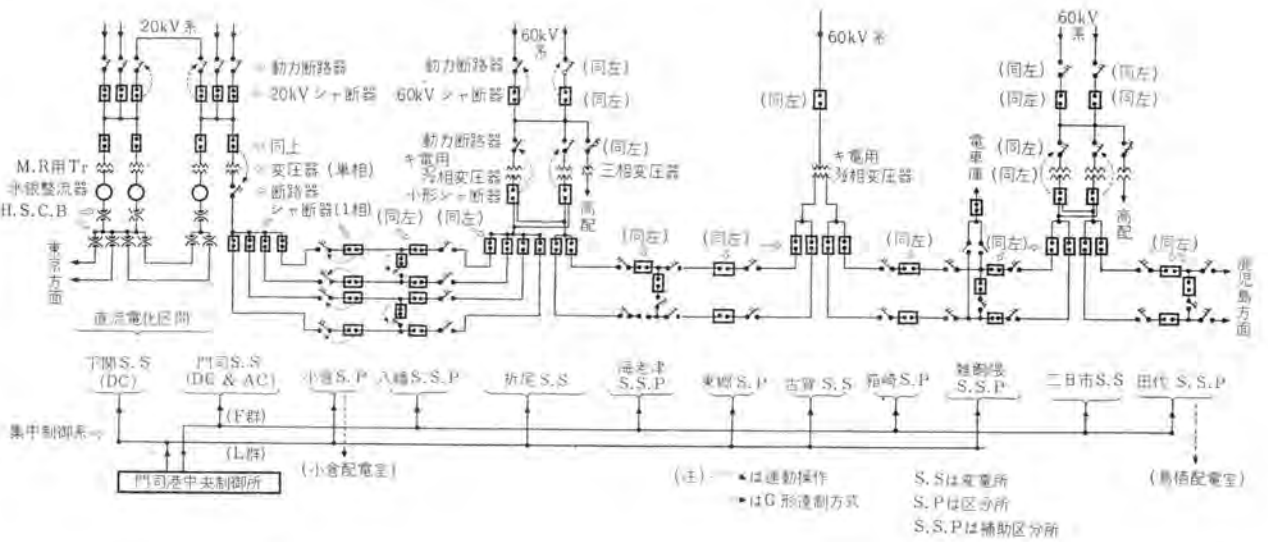 20kV系
動力断路器
20kVシャ断器
同上
変圧器(単相)
断路器
シャ断器(1相)
M.R用Tr
水銀整流器
H.S.C.B
東京方面
直流電化区間
60kV系
動力断路器
60kVシャ断器
(同左)
(同左)
動力断路器
キ電用
相変圧器
小形シャ断器
(同左)
三相変圧器
高配
(同左)
(同左)
60kV系
(同左)
キ電用
相変圧器
(同左)
(同左)
(同左)
電車庫
(同左)
60kV系
(同左)
(同左)
(同左)
(同左)
(同左)
(同左)
高配
(同左)
鹿児島方面
下関S.S
(DC)
門司S.S
(DC & AC)
小倉S.P
八幡S.S.P
折尾S.S
海老津
S.S.P
東郷S.P
古賀S.S
箱崎S.P
雑餉隈
S.S.P
二日市S.S
田代 S.S.P
集中制御系
(F群)
(L群)
門司港中央制御所
(小倉配電室)
(鳥栖配電室)
(注)
は連動操作
はG形遠制方式
S.Sは変電所
S.Pは区分所
S.S.Pは補助区分所